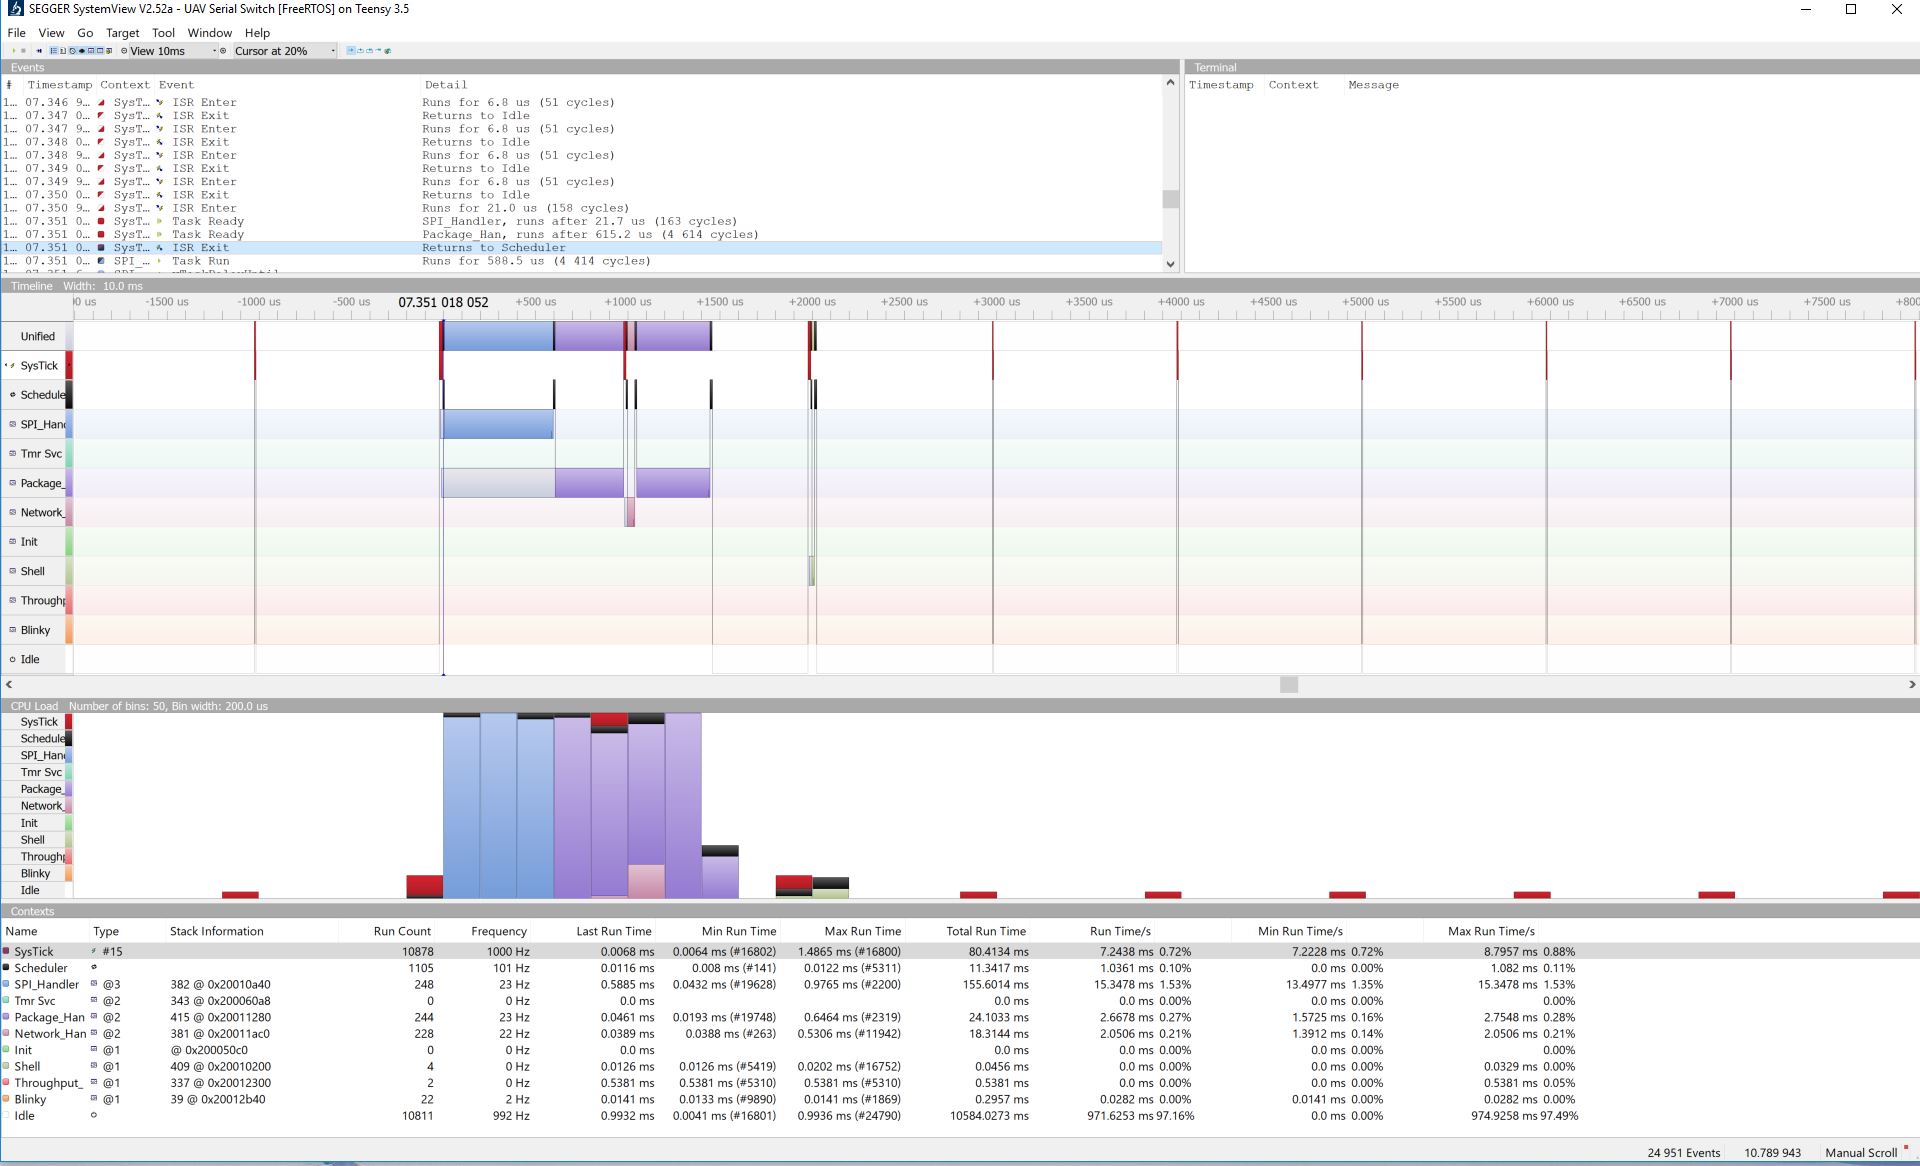 SEGGER SystemView V2.52a - UAV Serial Switch [FreeRTOS] on Teensy 3.5
File View Go Target Tool Window Help
View 10ms Cursor at 20%
Events
# Timestamp Context Event Detail
1... 07.346 9... SysT... ISR Enter Runs for 6.8 us (51 cycles)
1... 07.347 0... SysT... ISR Exit Returns to Idle
1... 07.347 9... SysT... ISR Enter Runs for 6.8 us (51 cycles)
1... 07.348 0... SysT... ISR Exit Returns to Idle
1... 07.348 9... SysT... ISR Enter Runs for 6.8 us (51 cycles)
1... 07.349 0... SysT... ISR Exit Returns to Idle
1... 07.349 9... SysT... ISR Enter Runs for 6.8 us (51 cycles)
1... 07.350 0... SysT... ISR Exit Returns to Idle
1... 07.350 9... SysT... ISR Enter Runs for 21.0 us (158 cycles)
1... 07.351 0... SysT... Task Ready SPI_Handler, runs after 21.7 us (163 cycles)
1... 07.351 0... SysT... Task Ready Package_Han, runs after 615.2 us (4 614 cycles)
1... 07.351 0... SysT... ISR Exit Returns to Scheduler
1... 07.351 0... SPI_... Task Run Runs for 588.5 us (4 414 cycles)
Terminal
Timestamp Context Message
Timeline Width: 10.0 ms
0 us -1500 us -1000 us -500 us 07.351 018 052 +500 us +1000 us +1500 us +2000 us +2500 us +3000 us +3500 us +4000 us +4500 us +5000 us +5500 us +6000 us +6500 us +7000 us +7500 us +800
Unified
SysTick
Schedule
SPI_Han
Tmr Svc
Package_
Network_
Init
Shell
Through
Blinky
Idle
CPU Load Number of bins: 50, Bin width: 200.0 us
SysTick
Schedule
SPI_Han
Tmr Svc
Package_
Network_
Init
Shell
Through
Blinky
Idle
Contexts
Name Type Stack Information Run Count Frequency Last Run Time Min Run Time Max Run Time Total Run Time Run Time/s Min Run Time/s Max Run Time/s
SysTick #15 10878 1000 Hz 0.0068 ms 0.0064 ms (#16802) 1.4865 ms (#16800) 80.4134 ms 7.2438 ms 0.72% 7.2228 ms 0.72% 8.7957 ms 0.88%
Scheduler 1105 101 Hz 0.0116 ms 0.008 ms (#141) 0.0122 ms (#5311) 11.3417 ms 1.0361 ms 0.10% 0.0 ms 0.00% 1.082 ms 0.11%
SPI_Handler @3 382 @ 0x20010a40 248 23 Hz 0.5885 ms 0.0432 ms (#19628) 0.9765 ms (#2200) 155.6014 ms 15.3478 ms 1.53% 13.4977 ms 1.35% 15.3478 ms 1.53%
Tmr Svc @2 343 @ 0x200060a8 0 0 Hz 0.0 ms 0.0 ms 0.0 ms 0.00% 0.0 ms 0.00% 0.00%
Package_Han @2 415 @ 0x20011280 244 23 Hz 0.0461 ms 0.0193 ms (#19748) 0.6464 ms (#2319) 24.1033 ms 2.6678 ms 0.27% 1.5725 ms 0.16% 2.7548 ms 0.28%
Network_Han @2 381 @ 0x20011ac0 228 22 Hz 0.0389 ms 0.0388 ms (#263) 0.5306 ms (#11942) 18.3144 ms 2.0506 ms 0.21% 1.3912 ms 0.14% 2.0506 ms 0.21%
Init @1 @ 0x200050c0 0 0 Hz 0.0 ms 0.0 ms 0.0 ms 0.00% 0.0 ms 0.00% 0.00%
Shell @1 409 @ 0x20010200 4 0 Hz 0.0126 ms 0.0126 ms (#5419) 0.0202 ms (#16752) 0.0456 ms 0.0 ms 0.00% 0.0 ms 0.00% 0.0329 ms 0.00%
Throughput_ @1 337 @ 0x20012300 2 0 Hz 0.5381 ms 0.5381 ms (#5310) 0.5381 ms (#5310) 0.5381 ms 0.0 ms 0.00% 0.0 ms 0.00% 0.5381 ms 0.05%
Blinky @1 39 @ 0x20012b40 22 2 Hz 0.0141 ms 0.0133 ms (#9890) 0.0141 ms (#1869) 0.2957 ms 0.0282 ms 0.00% 0.0141 ms 0.00% 0.0282 ms 0.00%
Idle 10811 992 Hz 0.9932 ms 0.0041 ms (#16801) 0.9936 ms (#24790) 10584.0273 ms 971.6253 ms 97.16% 0.0 ms 0.00% 974.9258 ms 97.49%
24 951 Events 10.789 943 Manual Scroll